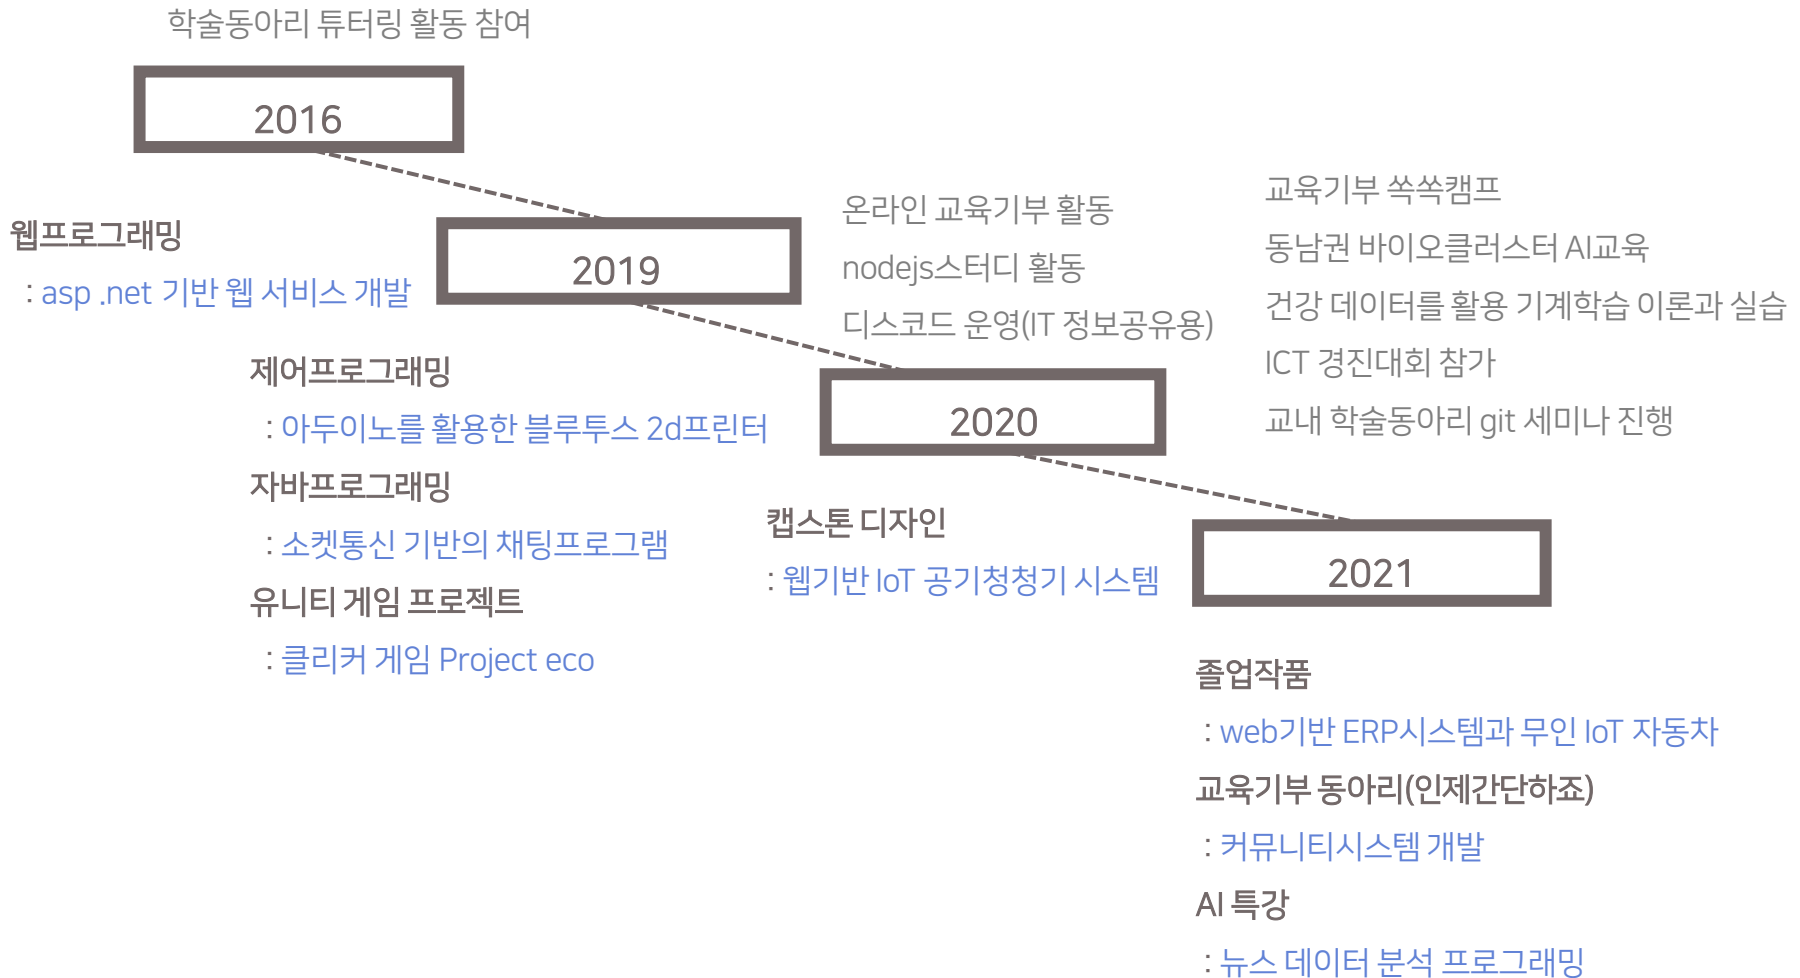 학술동아리 튜터링 활동 참여
2016
웹프로그래밍
: asp .net 기반 웹 서비스 개발
2019
제어프로그래밍
: 아두이노를 활용한 블루투스 2d프린터
자바프로그래밍
: 소켓통신 기반의 채팅프로그램
유니티 게임 프로젝트
: 클리커 게임 Project eco
온라인 교육기부 활동
nodejs스터디 활동
디스코드 운영(IT 정보공유용)
2020
캡스톤 디자인
: 웹기반 IoT 공기청청기 시스템
교육기부 쏙쏙캠프
동남권 바이오클러스터 AI교육
건강 데이터를 활용 기계학습 이론과 실습
ICT 경진대회 참가
교내 학술동아리 git 세미나 진행
2021
졸업작품
: web기반 ERP시스템과 무인 IoT 자동차
교육기부 동아리(인제간단하죠)
: 커뮤니티시스템 개발
AI 특강
: 뉴스 데이터 분석 프로그래밍